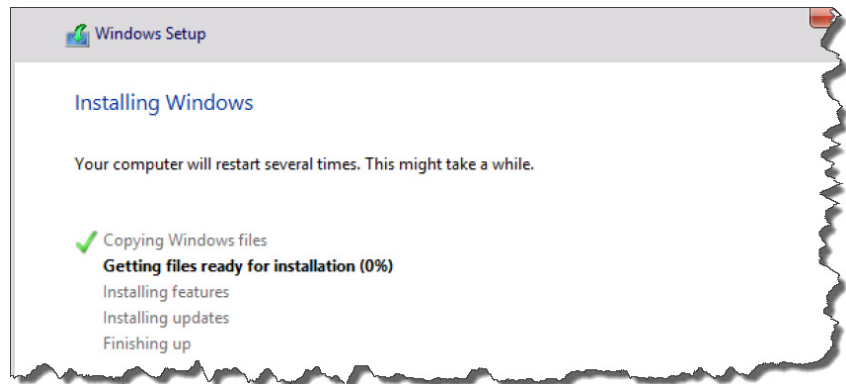 Windows Setup
Installing Windows
Your computer will restart several times. This might take a while.
Copying Windows files
Getting files ready for installation (0%)
Installing features
Installing updates
Finishing up